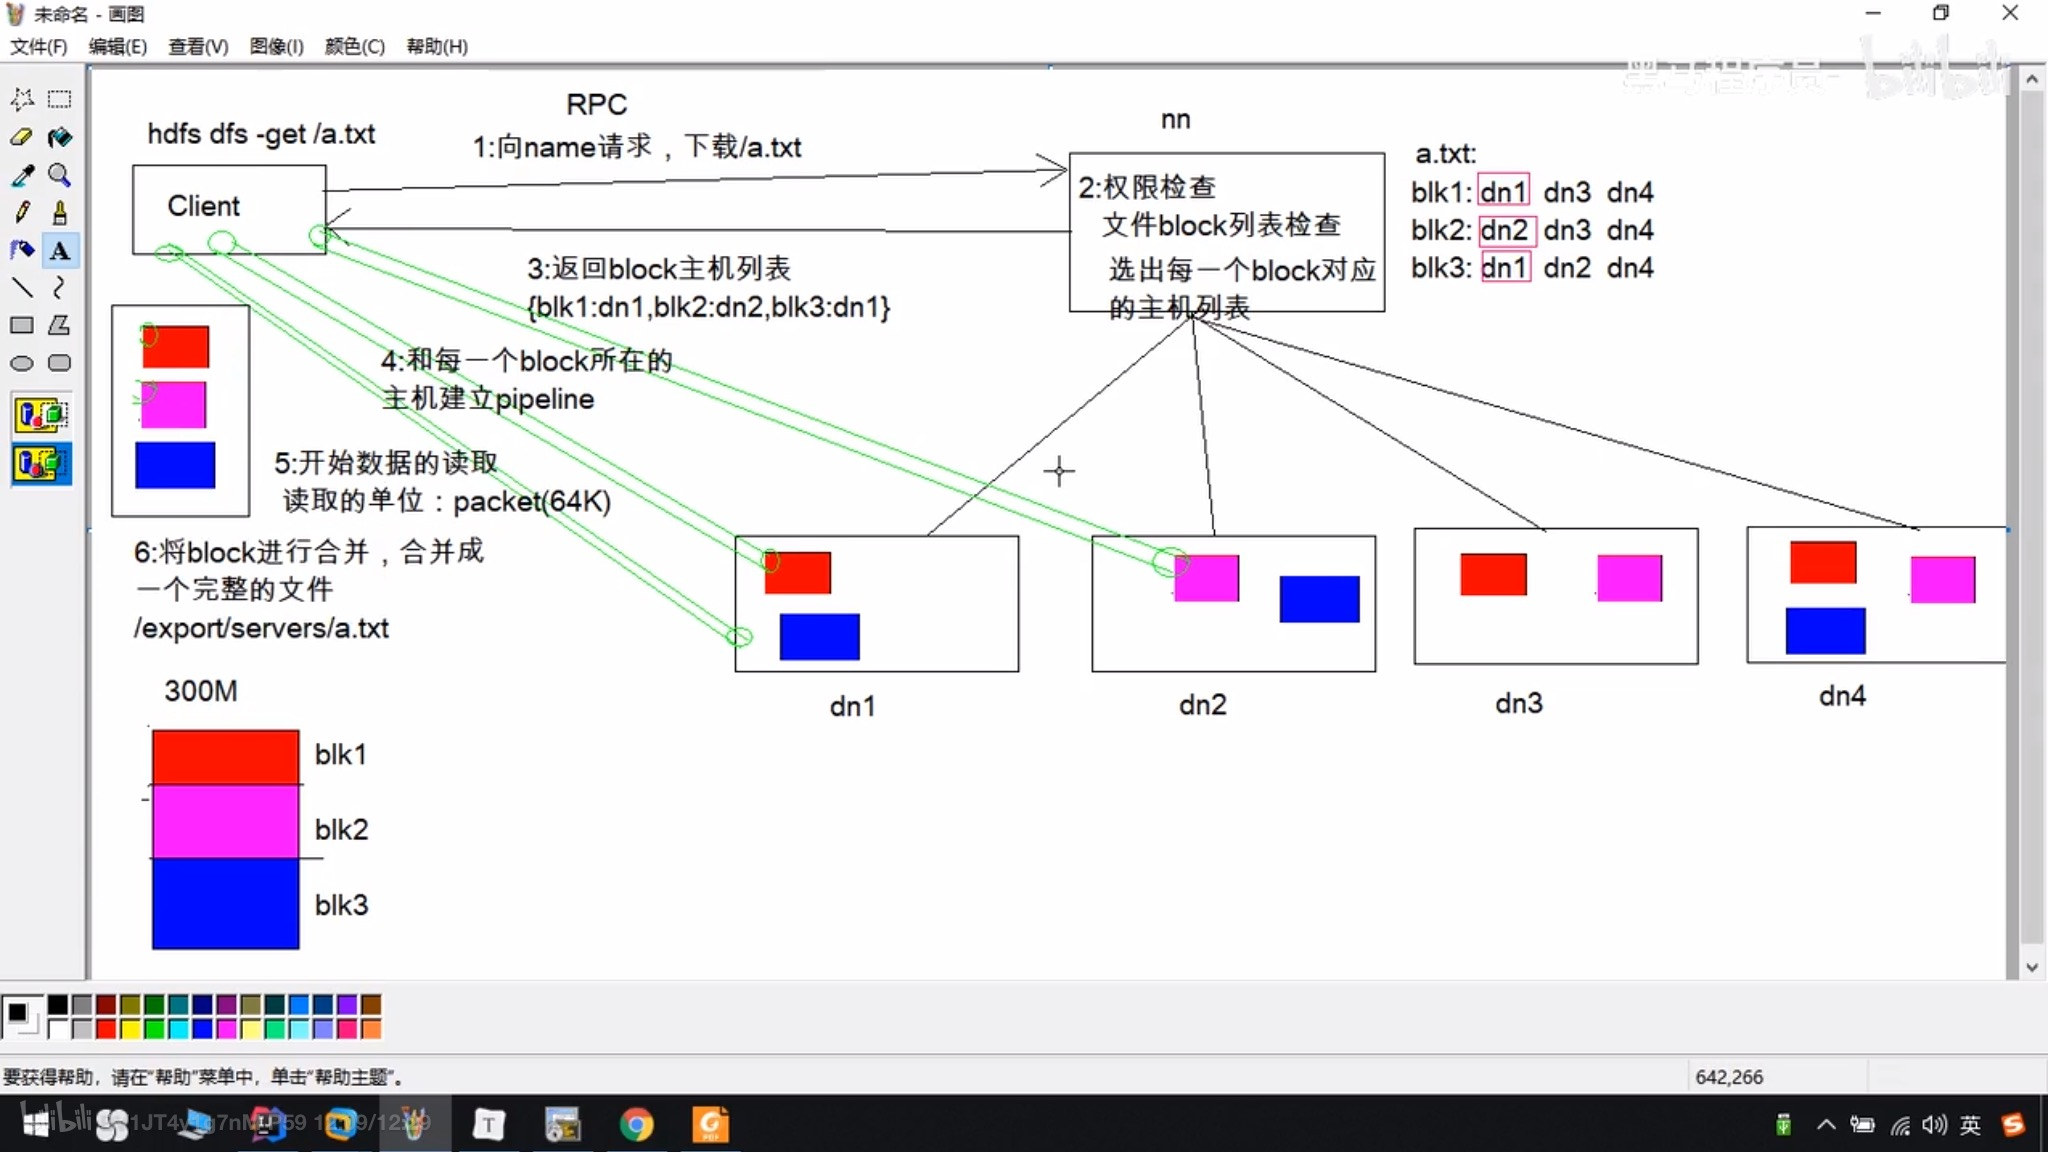 未命名 - 画图
文件(F) 编辑(E) 查看(V) 图像(I) 颜色(C) 帮助(H)
黑马程序员- bilibili
RPC
hdfs dfs -get /a.txt
1:向name请求，下载/a.txt
nn
Client
2:权限检查
文件block列表检查
选出每一个block对应
的主机列表
a.txt:
blk1: dn1 dn3 dn4
blk2: dn2 dn3 dn4
blk3: dn1 dn2 dn4
3:返回block主机列表
{blk1:dn1,blk2:dn2,blk3:dn1}
4:和每一个block所在的
主机建立pipeline
5:开始数据的读取
读取的单位：packet(64K)
6:将block进行合并，合并成
一个完整的文件
/export/servers/a.txt
dn1
dn2
dn3
dn4
300M
blk1
blk2
blk3
要获得帮助，请在“帮助”菜单中，单击“帮助主题”。
642,266
bilibili
P59
英